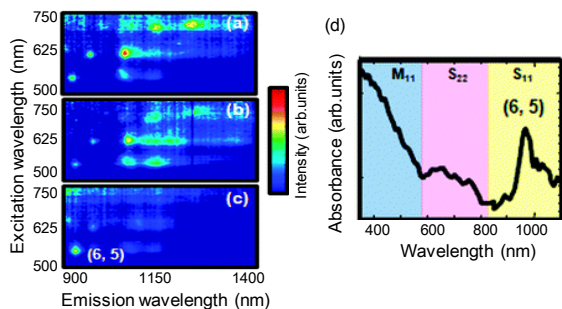 (a)
750
625
500
(b)
750
625
500
(c)
750
625
500
(6, 5)
900 1150 1400
Emission wavelength (nm)
Excitation wavelength (nm)
Intensity (arb.units)
(d)
M11 S22 S11
(6, 5)
Absorbance (arb.units)
400 600 800 1000
Wavelength (nm)